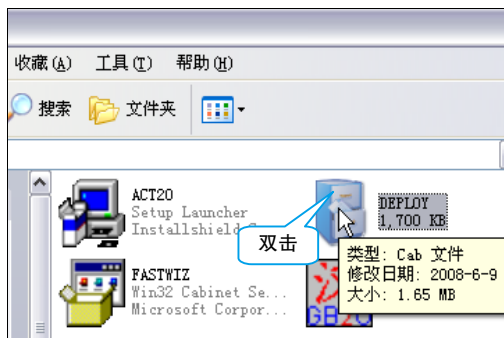 收藏(A) 工具(T) 帮助(H)
搜索 文件夹
ACT20
Setup Launcher
Installshield
FASTWIZ
Win32 Cabinet Se...
Microsoft Corpor...
双击
DEPLOY
1,700 KB
类型: Cab 文件
修改日期: 2008-6-9
大小: 1.65 MB